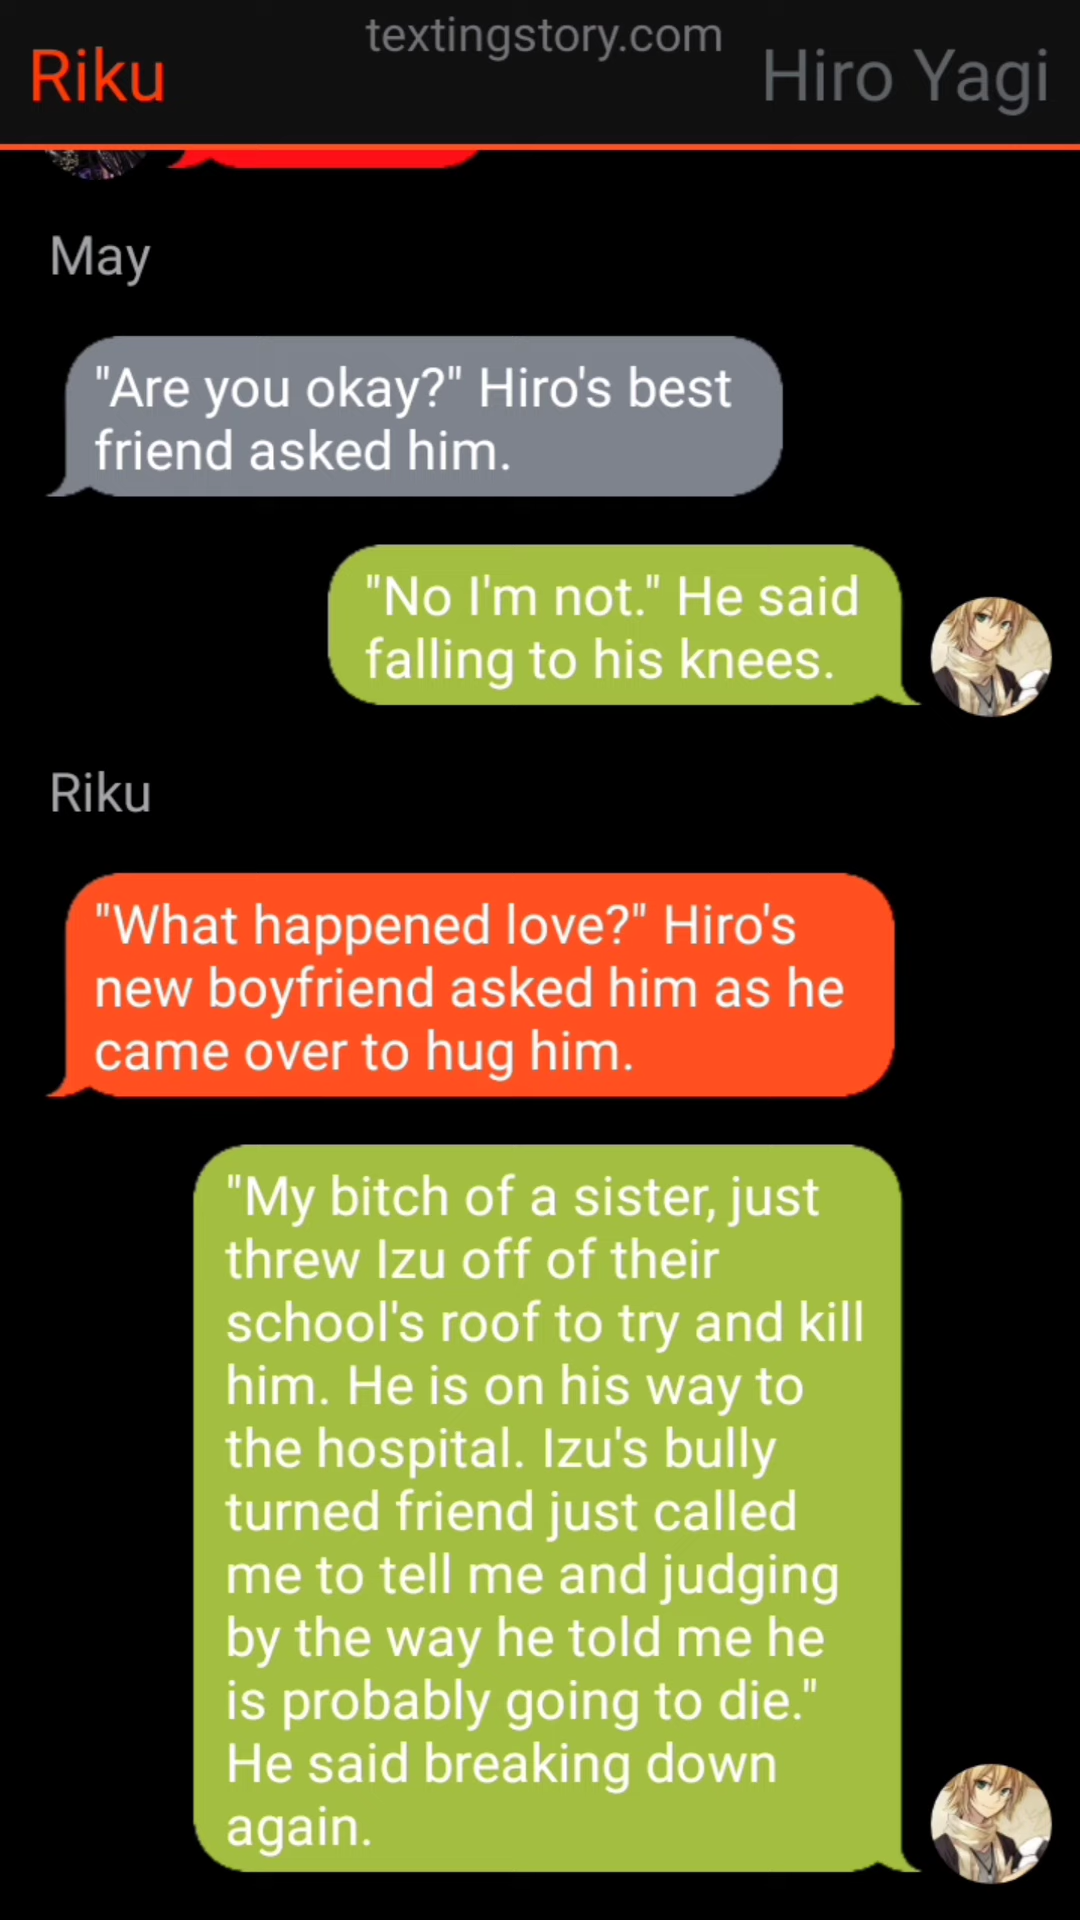 textingstory.com
Riku
Hiro Yagi
May
"Are you okay?" Hiro's best
friend asked him.
"No I'm not." He said
falling to his knees.
Riku
"What happened love?" Hiro's
new boyfriend asked him as he
came over to hug him.
"My bitch of a sister, just
threw Izu off of their
school's roof to try and kill
him. He is on his way to
the hospital. Izu's bully
turned friend just called
me to tell me and judging
by the way he told me he
is probably going to die."
He said breaking down
again.